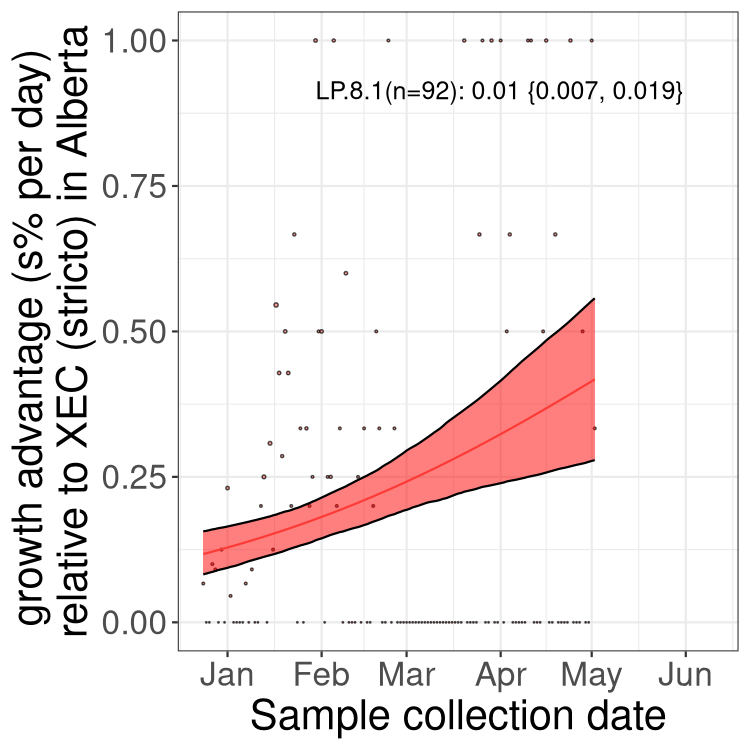 growth advantage (s% per day)
relative to XEC (stricto) in Alberta
1.00
0.75
0.50
0.25
0.00
LP.8.1(n=92): 0.01 {0.007, 0.019}
Jan Feb Mar Apr May Jun
Sample collection date